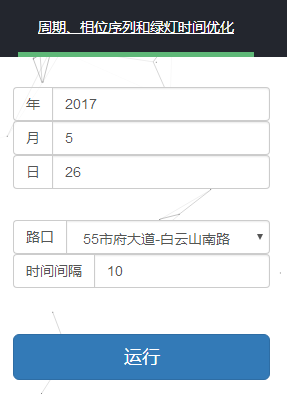 周期、相位序列和绿灯时间优化
年 2017
月 5
日 26
路口 55市府大道-白云山南路
时间间隔 10
运行